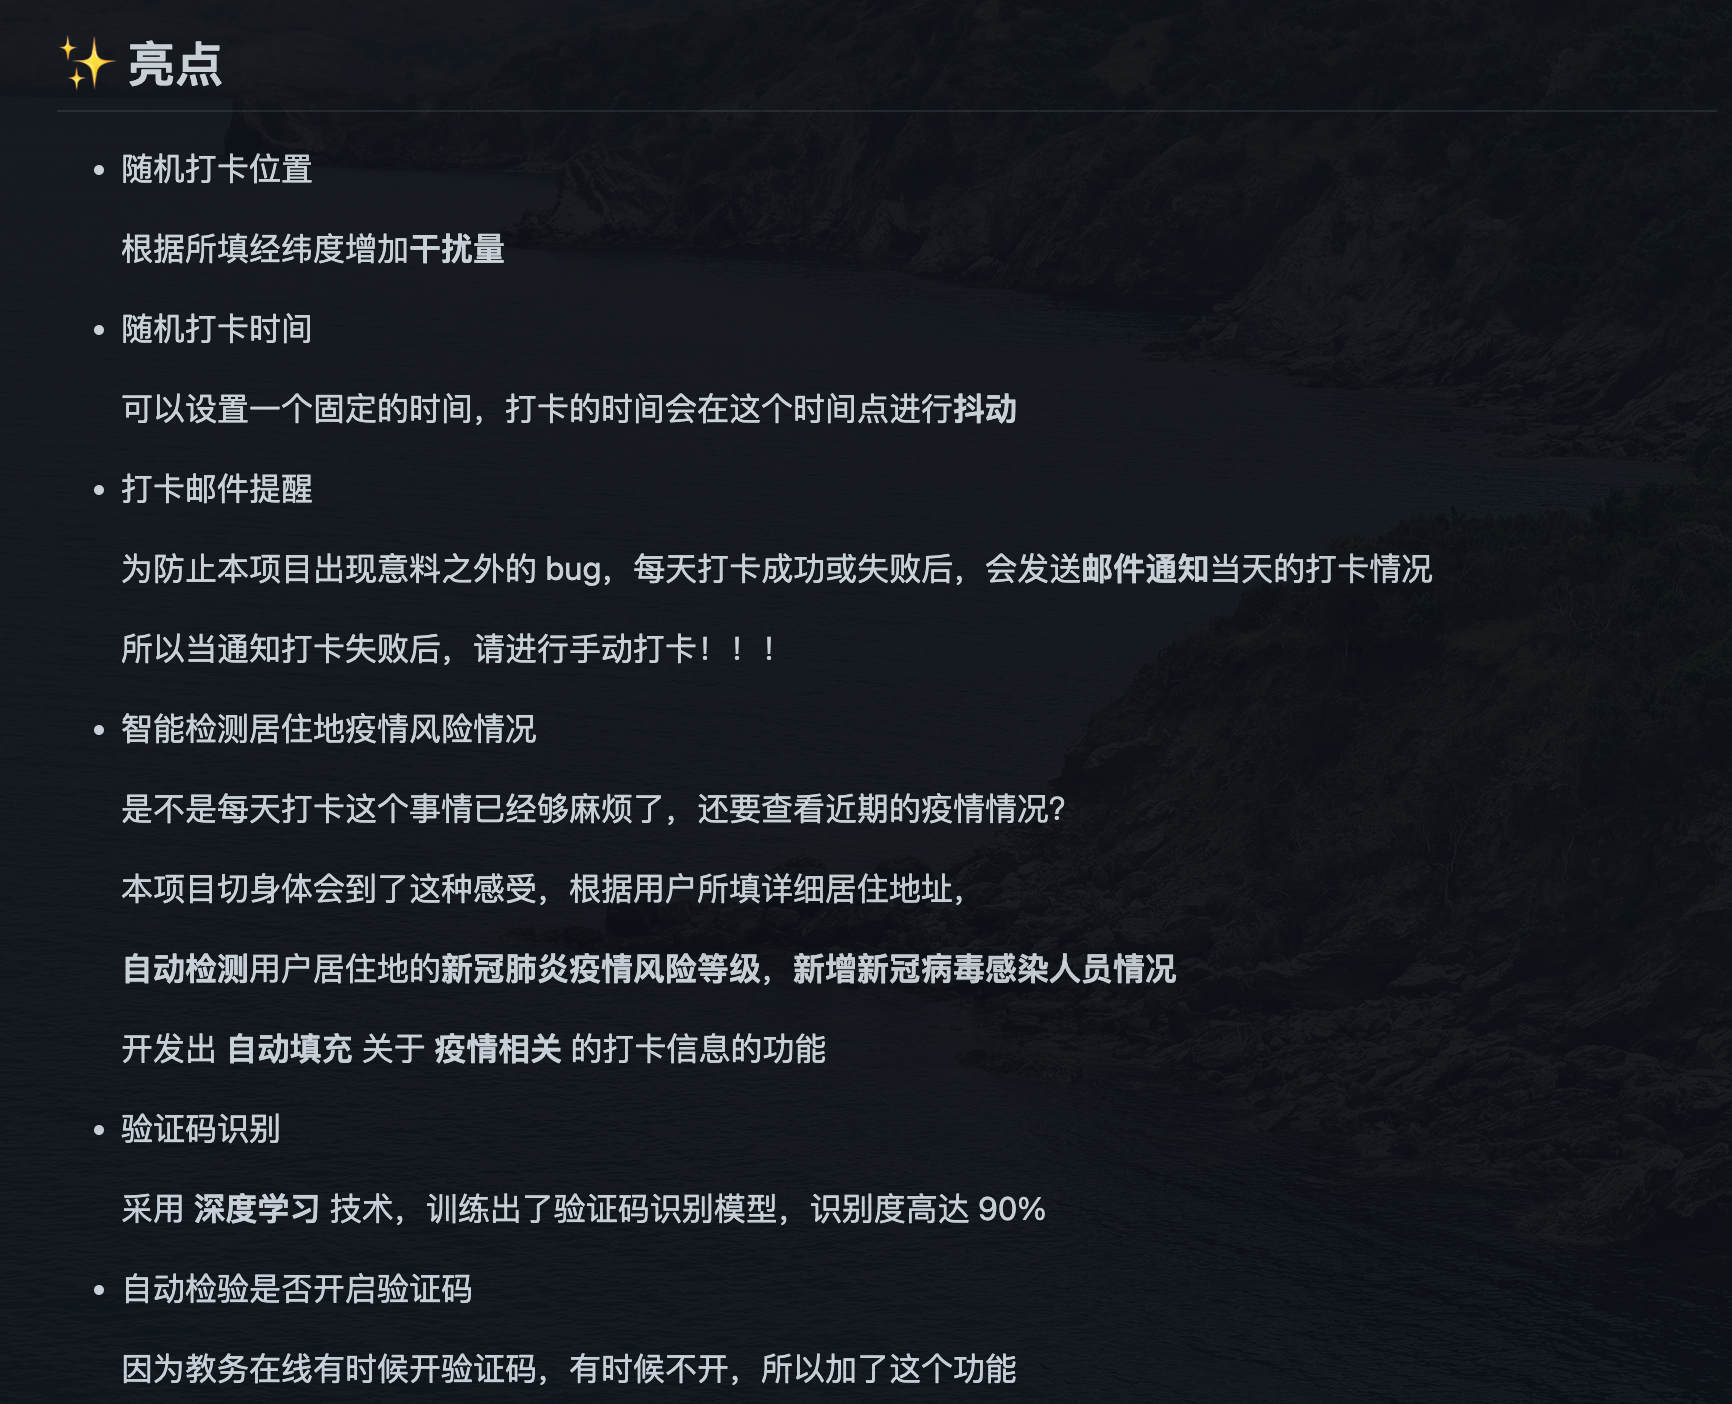 ✨ 亮点
• 随机打卡位置
根据所填经纬度增加干扰量
• 随机打卡时间
可以设置一个固定的时间，打卡的时间会在这个时间点进行抖动
• 打卡邮件提醒
为防止本项目出现意料之外的 bug，每天打卡成功或失败后，会发送邮件通知当天的打卡情况
所以当通知打卡失败后，请进行手动打卡！！！
• 智能检测居住地疫情风险情况
是不是每天打卡这个事情已经够麻烦了，还要查看近期的疫情情况?
本项目切身体会到了这种感受，根据用户所填详细居住地址，
自动检测用户居住地的新冠肺炎疫情风险等级，新增新冠病毒感染人员情况
开发出 自动填充 关于 疫情相关 的打卡信息的功能
• 验证码识别
采用 深度学习 技术，训练出了验证码识别模型，识别度高达 90%
• 自动检验是否开启验证码
因为教务在线有时候开验证码，有时候不开，所以加了这个功能